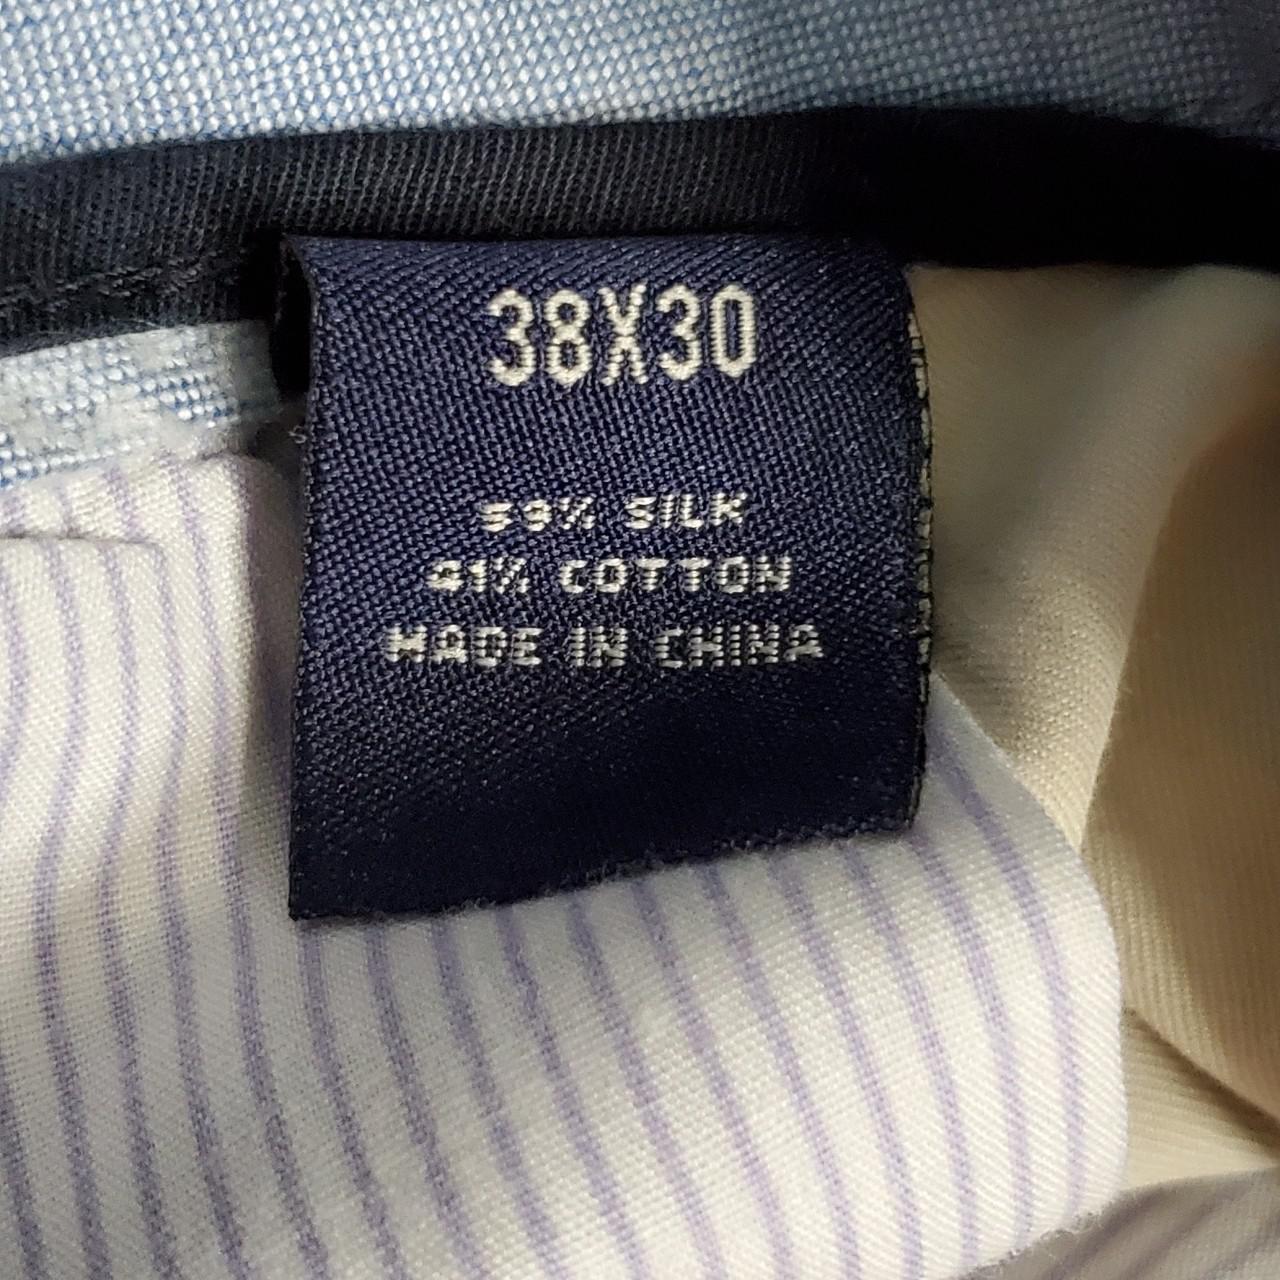 38X30
59% SILK
41% COTTON
MADE IN CHINA